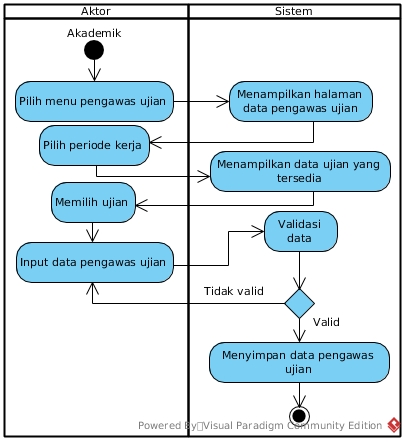 Aktor
Sistem
Akademik
Pilih menu pengawas ujian
Menampilkan halaman
data pengawas ujian
Pilih periode kerja
Menampilkan data ujian yang
tersedia
Memilih ujian
Validasi
data
Input data pengawas ujian
Tidak valid
Valid
Menyimpan data pengawas
ujian
Powered By Visual Paradigm Community Edition